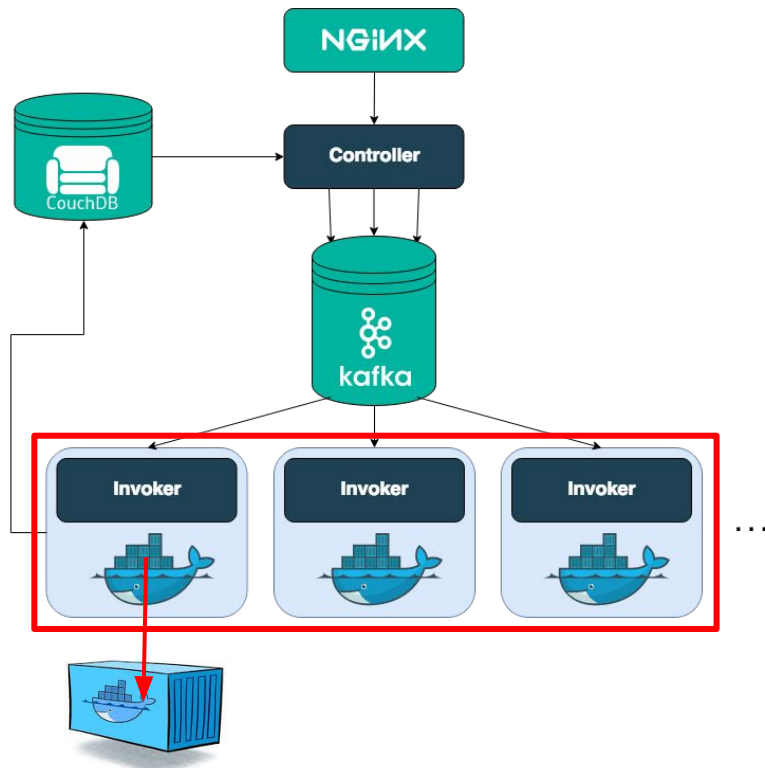 NGiNX
Controller
CouchDB
kafka
Invoker
Invoker
Invoker
...